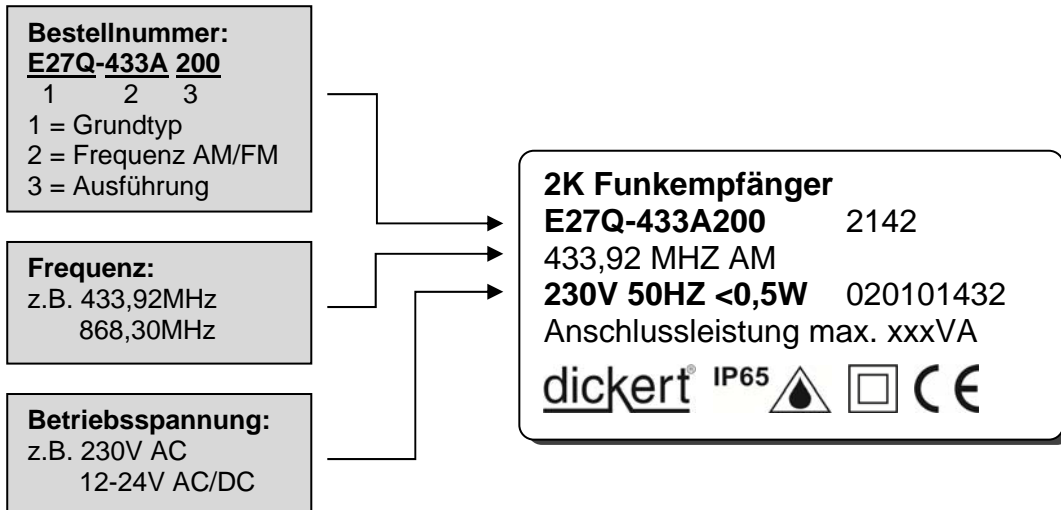 Bestellnummer:
E27Q-433A 200
1 2 3
1 = Grundtyp
2 = Frequenz AM/FM
3 = Ausführung
Frequenz:
z.B. 433,92MHz
868,30MHz
Betriebsspannung:
z.B. 230V AC
12-24V AC/DC
2K Funkempfänger
E27Q-433A200 2142
433,92 MHZ AM
230V 50HZ <0,5W 020101432
Anschlussleistung max. xxxVA
dickert® IP65 CE